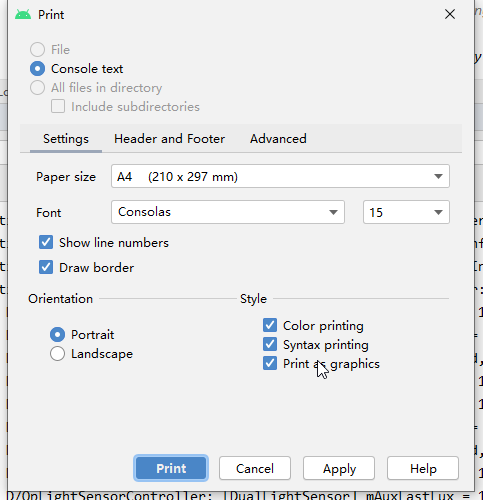 Print
File
Console text
All files in directory
Include subdirectories
Settings Header and Footer Advanced
Paper size A4 (210 x 297 mm)
Font Consolas 15
Show line numbers
Draw border
Orientation Style
Portrait
Landscape
Color printing
Syntax printing
Print as graphics
Print Cancel Apply Help
D/OnLightSensorController: [DualLightSensor] mAuxLastLux = 1